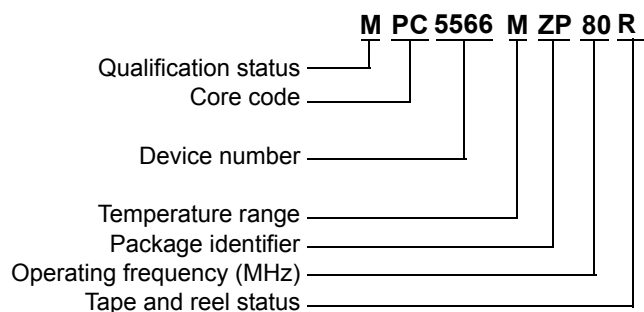 M PC 5566 M ZP 80 R
Qualification status
Core code
Device number
Temperature range
Package identifier
Operating frequency (MHz)
Tape and reel status